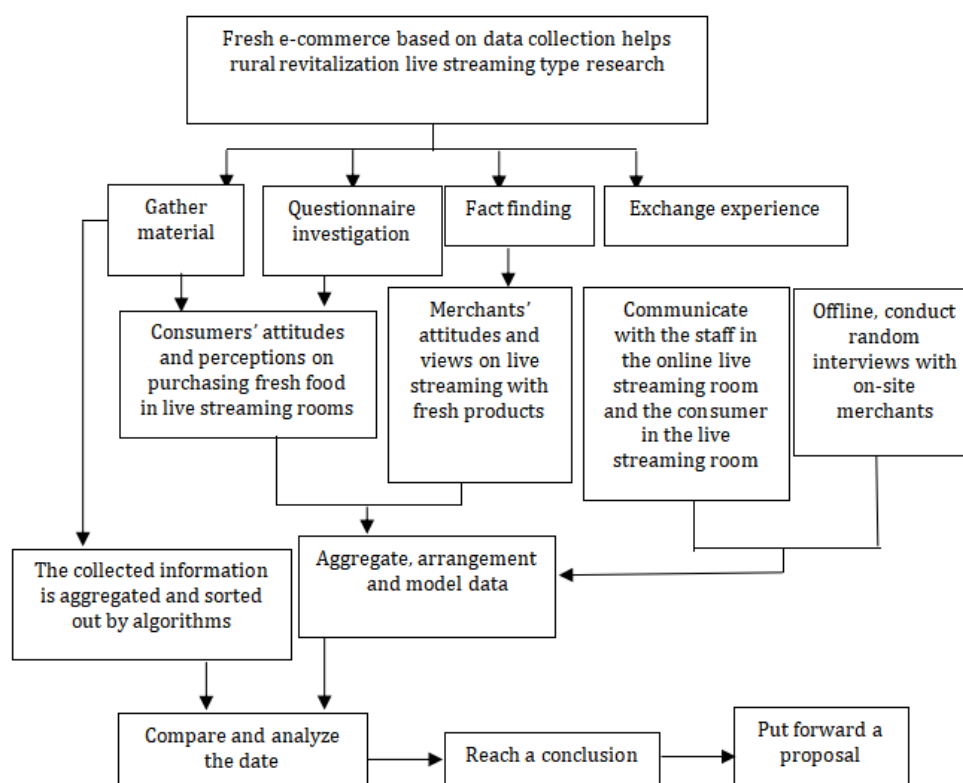 Fresh e-commerce based on data collection helps
rural revitalization live streaming type research
Gather
material
Questionnaire
investigation
Fact finding
Exchange experience
Consumers’ attitudes
and perceptions on
purchasing fresh food
in live streaming rooms
Merchants’
attitudes and
views on live
streaming with
fresh products
Communicate
with the staff in
the online live
streaming room
and the consumer
in the live
streaming room
Offline, conduct
random
interviews with
on-site
merchants
The collected information
is aggregated and sorted
out by algorithms
Aggregate, arrangement
and model data
Compare and analyze
the date
Reach a conclusion
Put forward a
proposal